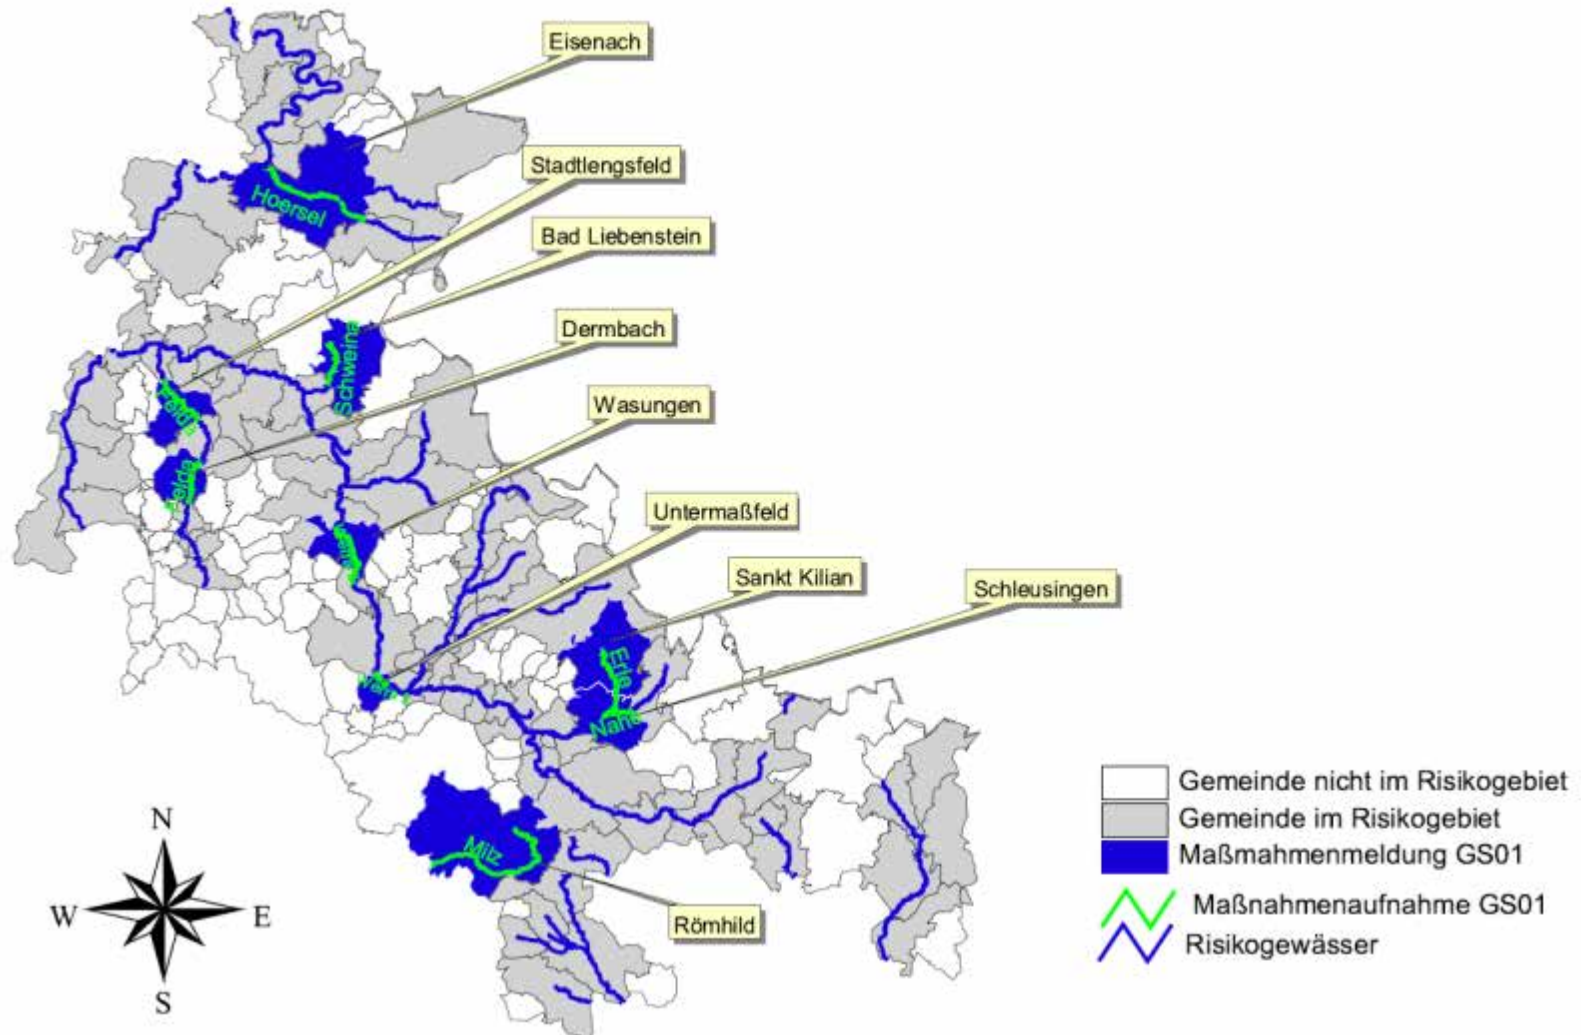 Eisenach
Stadtlengsfeld
Hoersel
Bad Liebenstein
Dermbach
Schweina
Wasungen
Felda
Untermaßfeld
Sankt Kilian
Schleusingen
Erle
Milz
Römhild
N
W
E
S
Gemeinde nicht im Risikogebiet
Gemeinde im Risikogebiet
Maßmahmenmeldung GS01
Maßnahmenaufnahme GS01
Risikogewässer